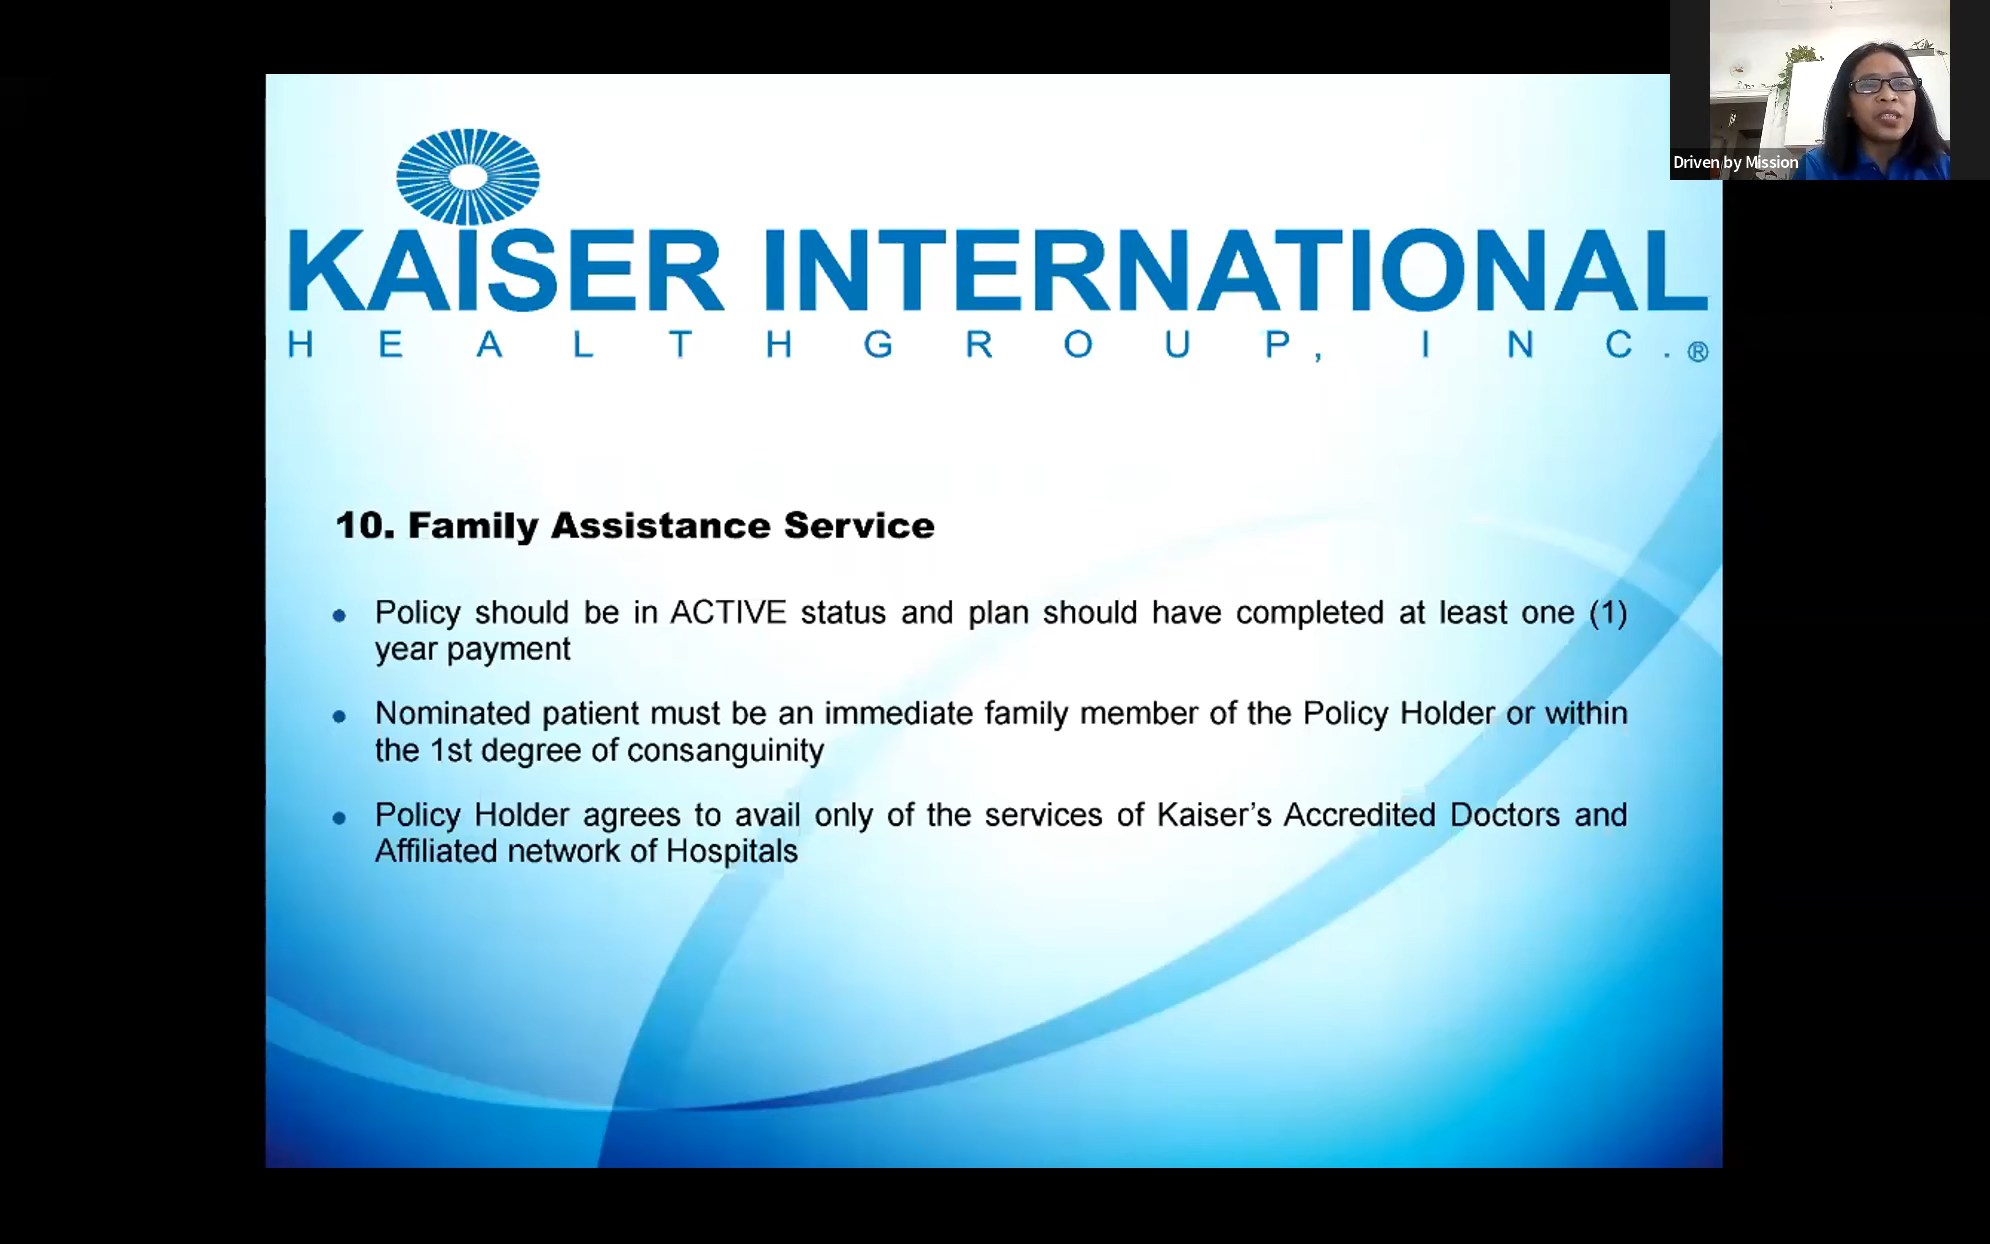 Driven by Mission
KAISER INTERNATIONAL
HEALTHGROUP, INC.®
10. Family Assistance Service
• Policy should be in ACTIVE status and plan should have completed at least one (1)
year payment
• Nominated patient must be an immediate family member of the Policy Holder or within
the 1st degree of consanguinity
• Policy Holder agrees to avail only of the services of Kaiser’s Accredited Doctors and
Affiliated network of Hospitals